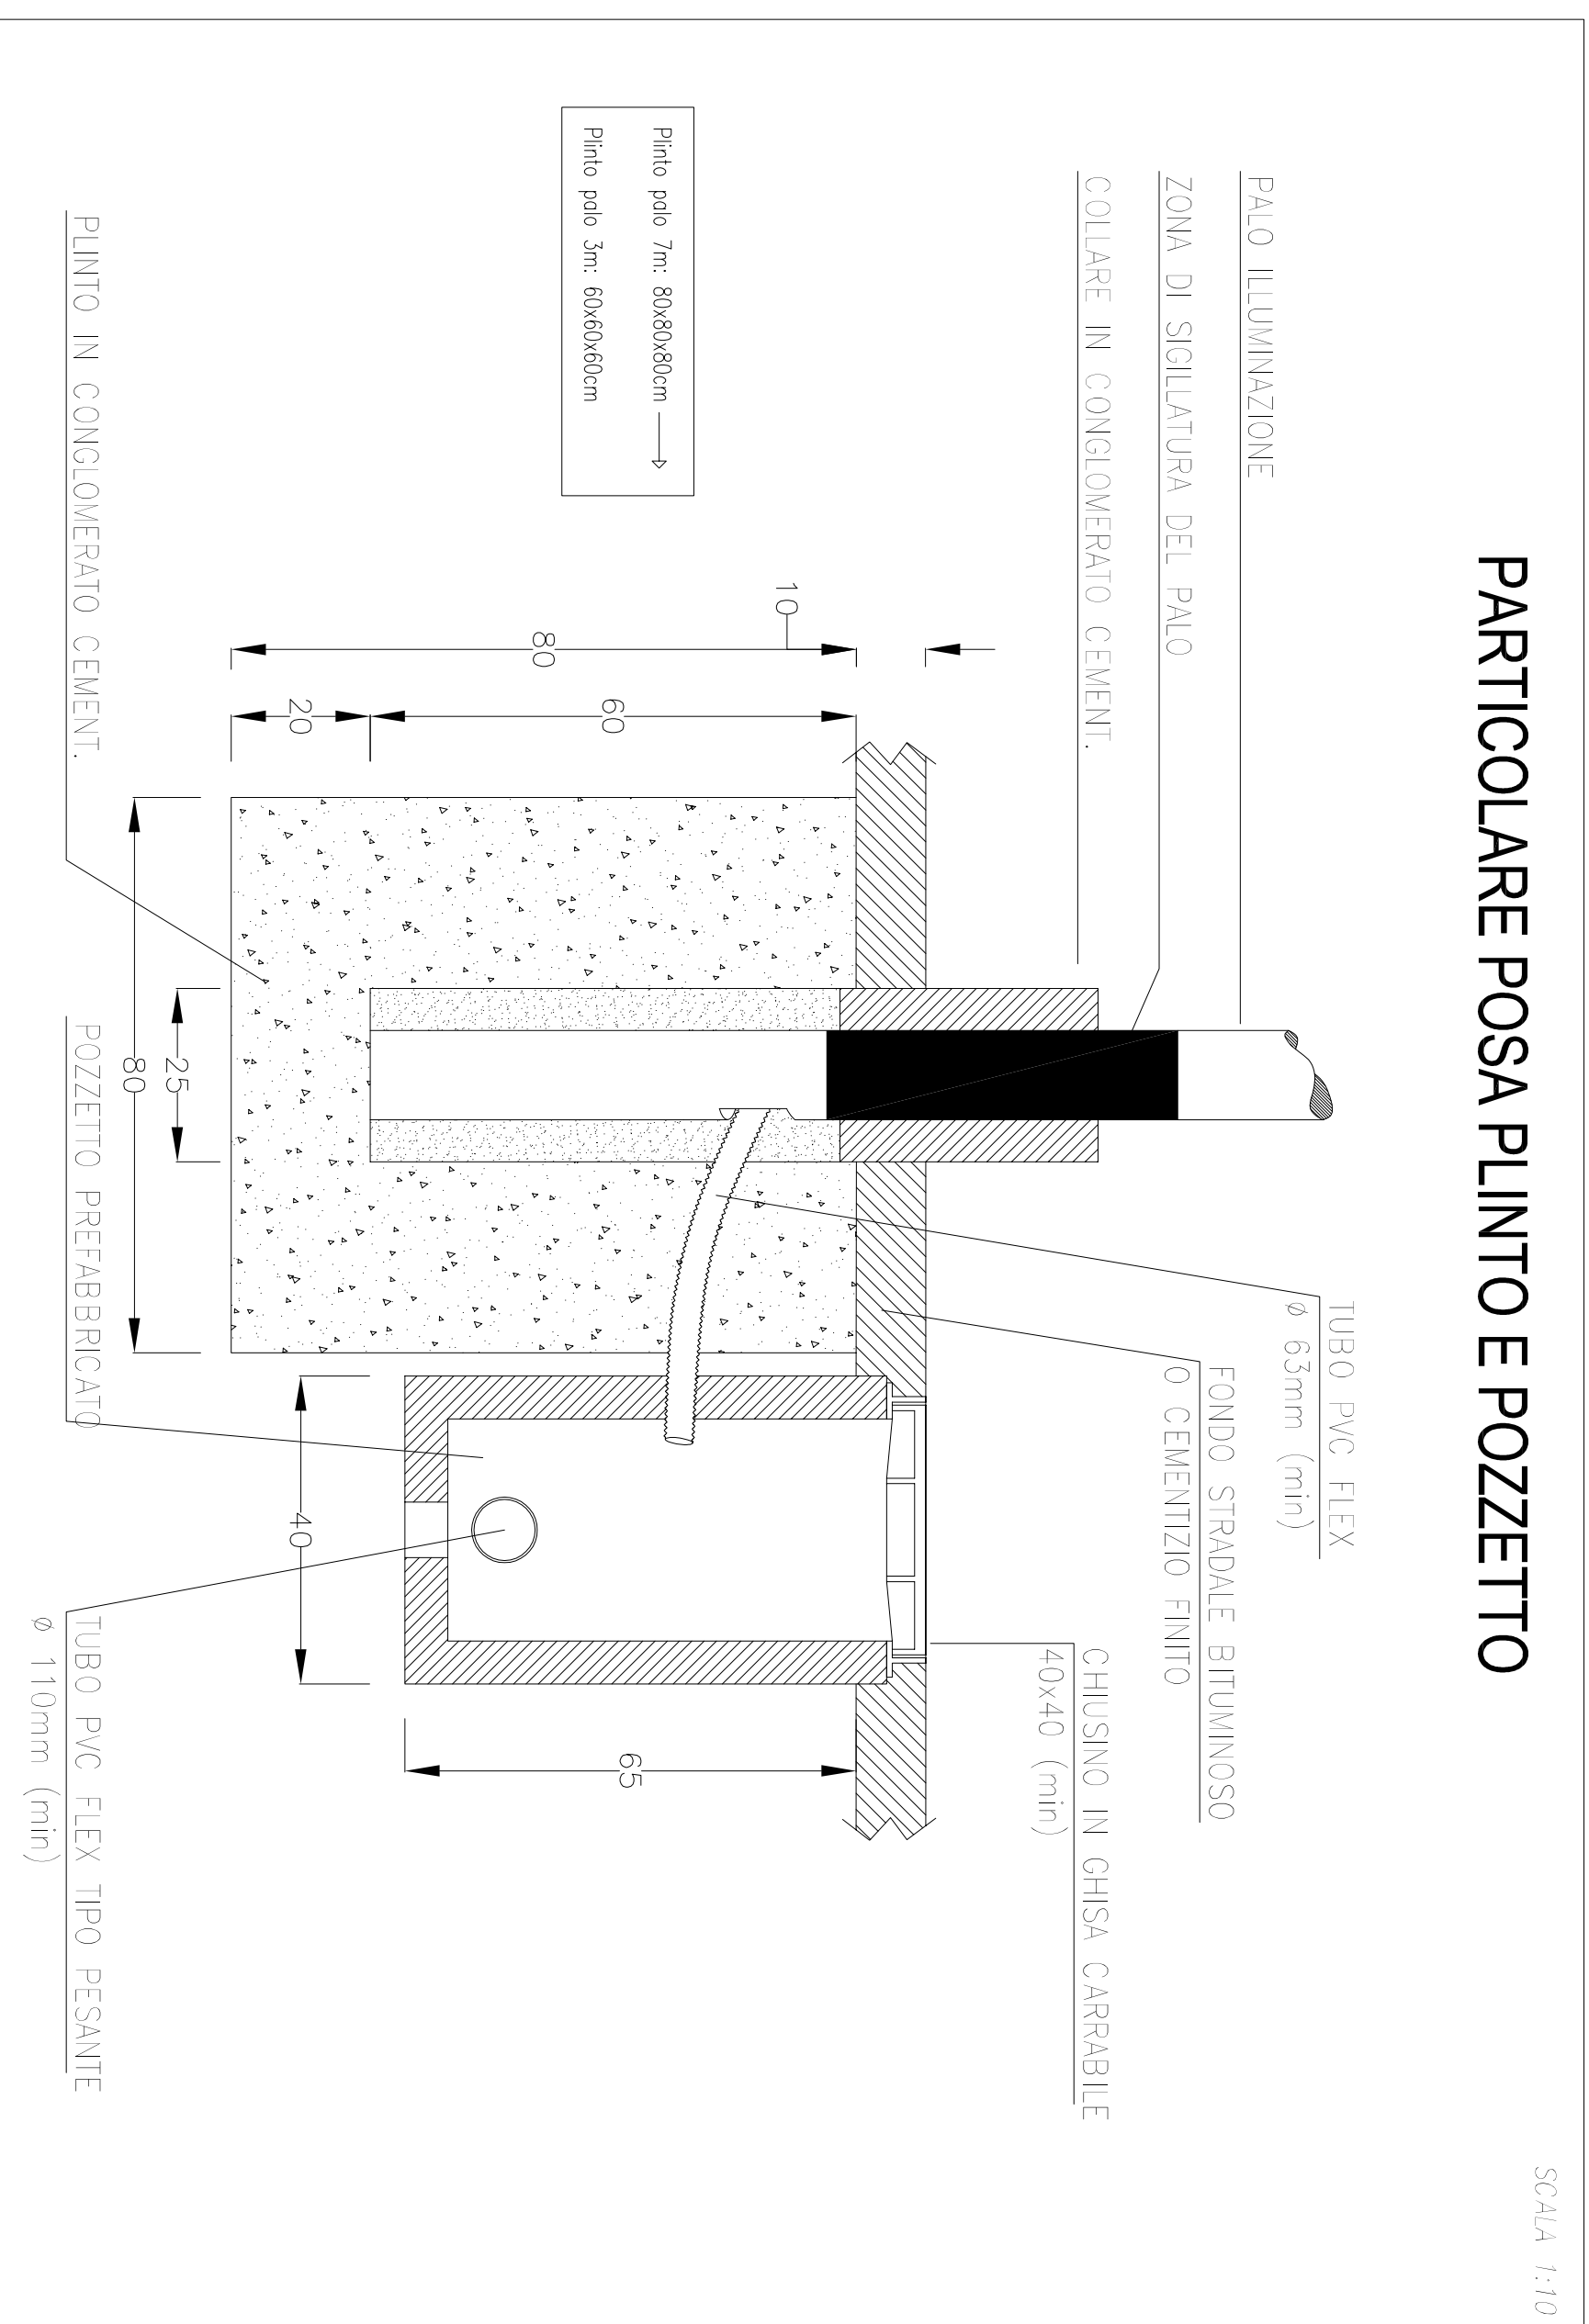 SCALA 1:10
PARTICOLARE POSA PLINTO E POZZETTO
PALO ILLUMINAZIONE
ZONA DI SIGILLATURA DEL PALO
COLLARE IN CONGLOMERATO CEMENT.
TUBO PVC FLEX
Ø 63mm (min)
FONDO STRADALE BITUMINOSO
O CEMENTIZIO FINITO
CHIUSINO IN GHISA CARRABILE
40x40 (min)
Plinto palo 7m: 80x80x80cm
Plinto palo 3m: 60x60x60cm
10
80
60
20
65
40
25
80
PLINTO IN CONGLOMERATO CEMENT.
POZZETTO PREFABBRICATO
TUBO PVC FLEX TIPO PESANTE
Ø 110mm (min)